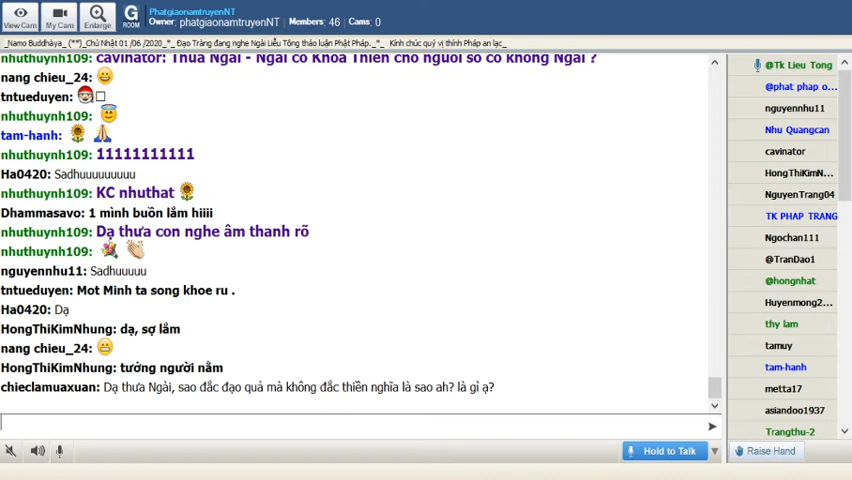 View Cam
My Cam
Enlarge
G
ROOM
PhatgiaonamtruyenNT
Owner: phatgiaonamtruyenNT
Members: 46
Cams: 0
_Namo Buddhàya_ (**)_Chủ Nhật 01 /06 /2020_*_ Đạo Tràng đang nghe Ngài Liễu Tông thảo luận Phật Pháp._*_ Kính chúc quý vị thính Pháp an lạc_
nhuthuynh109: cavinator: Thưa Ngài - Ngài có Khóa Thiền cho người sơ cơ không Ngài ?
nang chieu_24:
tntueduyen:
nhuthuynh109:
tam-hanh:
nhuthuynh109: 11111111111
Ha0420: Sadhuuuuuuuuu
nhuthuynh109: KC nhuthat
Dhammasavo: 1 mình buồn lắm hiiii
nhuthuynh109: Dạ thưa con nghe âm thanh rõ
nhuthuynh109:
nguyennhu11: Sadhuuuuu
tntueduyen: Mot Minh ta song khoe ru .
Ha0420: Dạ
HongThiKimNhung: dạ, sợ lắm
nang chieu_24:
HongThiKimNhung: tưởng người nằm
chieclamuaxuan: Dạ thưa Ngài, sao đắc đạo quả mà không đắc thiền nghĩa là sao ah? là gì ạ?
Hold to Talk
@Tk Lieu Tong
@phat phap o...
nguyennhu11
Nhu Quangcan
cavinator
HongThiKimN...
NguyenTrang04
TK PHAP TRANG
Ngochan111
@TranDao1
@hongnhat
Huyenmong2...
thy lam
tamuy
tam-hanh
metta17
asiandoo1937
Trangthu-2
Raise Hand